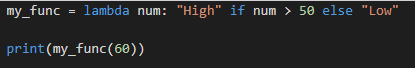 my_func = lambda num: "High" if num > 50 else "Low"
print(my_func(60))